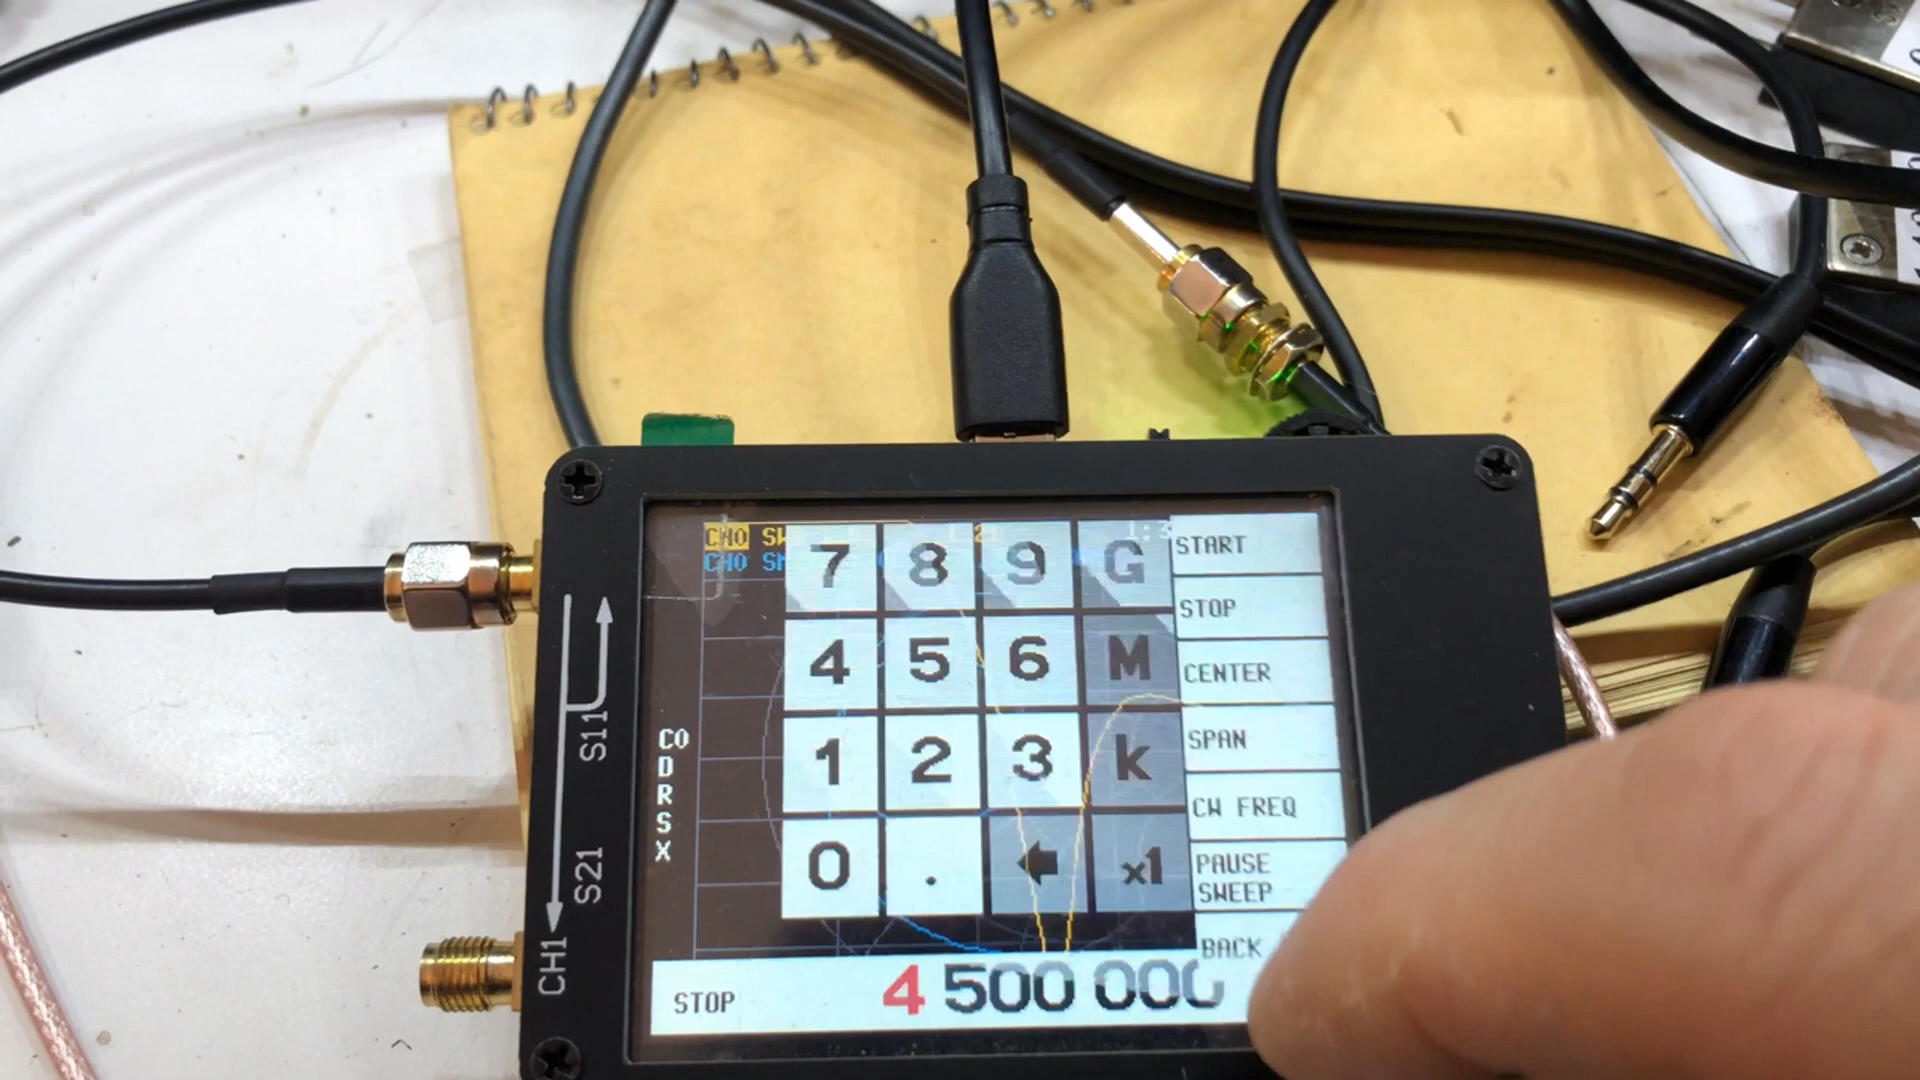 CH0
CH0
7 8 9 G
4 5 6 M
1 2 3 k
0 . x1
START
STOP
CENTER
SPAN
CW FREQ
PAUSE
SWEEP
BACK
C0
D
R
S
X
STOP 4 500 000
S11
S21
CH1